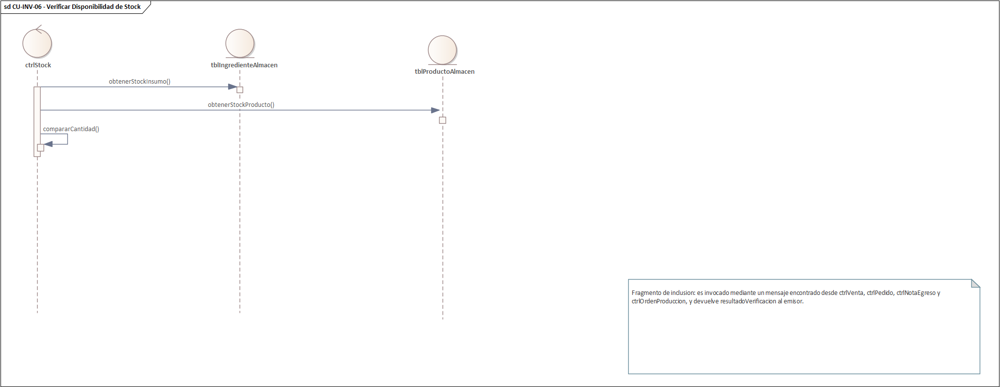 sd CU-INV-06 - Verificar Disponibilidad de Stock
ctrlStock
tblIngredienteAlmacen
tblProductoAlmacen
obtenerStockInsumo()
obtenerStockProducto()
compararCantidad()
Fragmento de inclusion: es invocado mediante un mensaje encontrado desde ctrlVenta, ctrlPedido, ctrlNotaEgreso y
ctrlOrdenProduccion, y devuelve resultadoVerificacion al emisor.